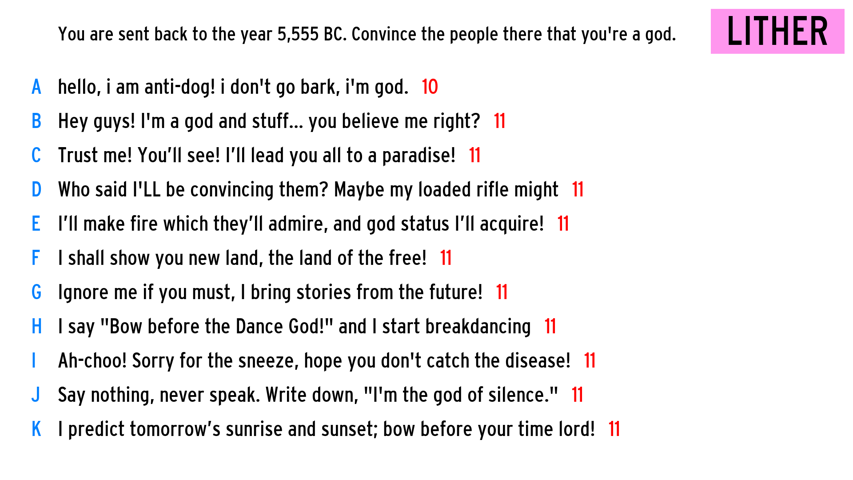 You are sent back to the year 5,555 BC. Convince the people there that you're a god.
LITHER
A hello, i am anti-dog! i don't go bark, i'm god. 10
B Hey guys! I'm a god and stuff... you believe me right? 11
C Trust me! You’ll see! I’ll lead you all to a paradise! 11
D Who said I'LL be convincing them? Maybe my loaded rifle might 11
E I’ll make fire which they’ll admire, and god status I’ll acquire! 11
F I shall show you new land, the land of the free! 11
G Ignore me if you must, I bring stories from the future! 11
H I say "Bow before the Dance God!" and I start breakdancing 11
I Ah-choo! Sorry for the sneeze, hope you don't catch the disease! 11
J Say nothing, never speak. Write down, "I'm the god of silence." 11
K I predict tomorrow’s sunrise and sunset; bow before your time lord! 11